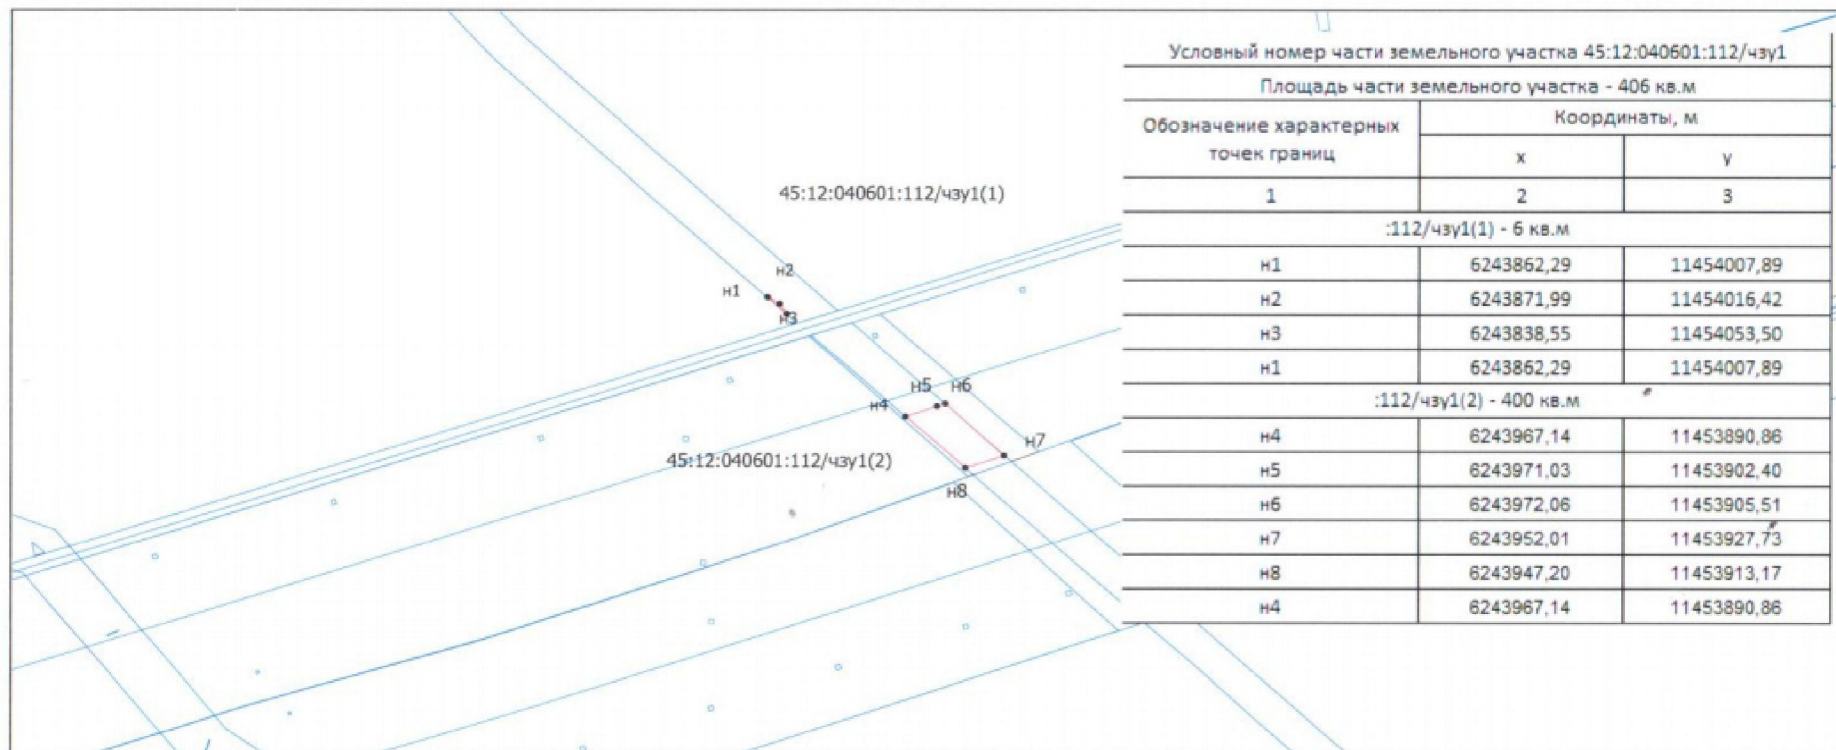 Условный номер части земельного участка 45:12:040601:112/чзу1
Площадь части земельного участка - 406 кв.м
Обозначение характерных точек границ
Координаты, м
x
y
1 2 3
:112/чзу1(1) - 6 кв.м
н1 6243862,29 11454007,89
н2 6243871,99 11454016,42
н3 6243838,55 11454053,50
н1 6243862,29 11454007,89
:112/чзу1(2) - 400 кв.м
н4 6243967,14 11453890,86
н5 6243971,03 11453902,40
н6 6243972,06 11453905,51
н7 6243952,01 11453927,73
н8 6243947,20 11453913,17
н4 6243967,14 11453890,86
45:12:040601:112/чзу1(1)
н2
н1
н3
н5 н6
н4
н7
45:12:040601:112/чзу1(2)
н8